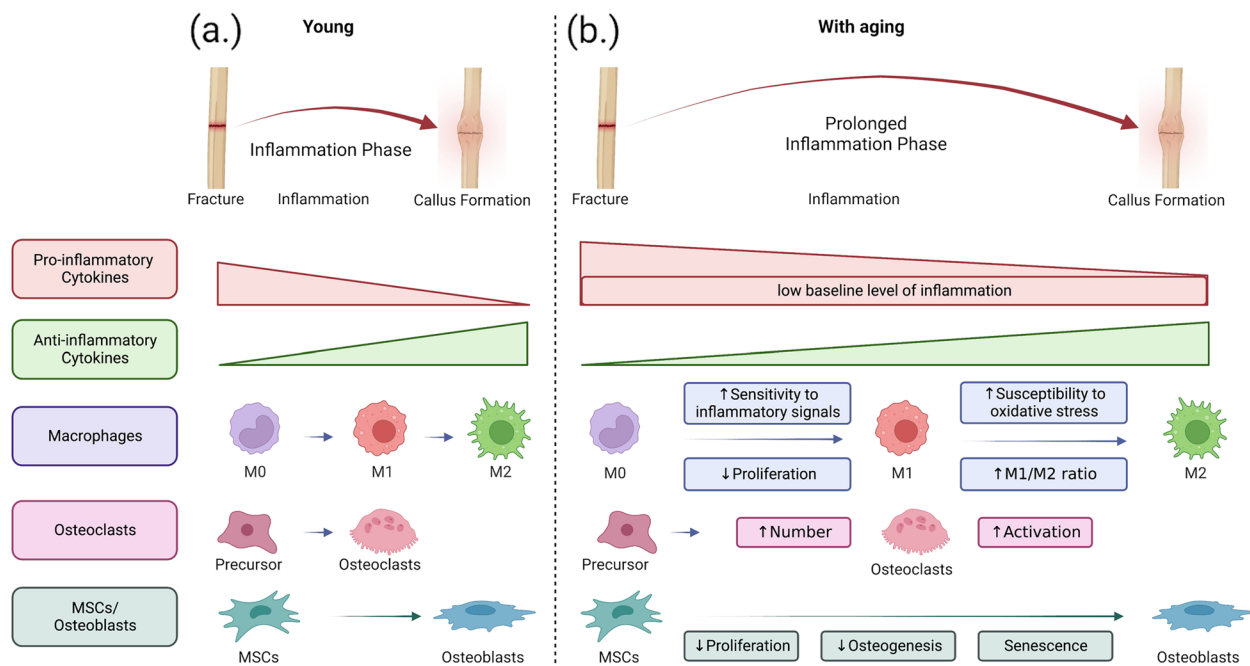 (a.)
Young
(b.)
With aging
Inflammation Phase
Prolonged
Inflammation Phase
Fracture
Inflammation
Callus Formation
Fracture
Inflammation
Callus Formation
Pro-inflammatory
Cytokines
low baseline level of inflammation
Anti-inflammatory
Cytokines
Macrophages
M0
M1
M2
M0
↑Sensitivity to
inflammatory signals
↓Proliferation
M1
↑Susceptibility to
oxidative stress
↑M1/M2 ratio
M2
Osteoclasts
Precursor
Osteoclasts
Precursor
↑Number
Osteoclasts
↑Activation
MSCs/
Osteoblasts
MSCs
Osteoblasts
MSCs
↓Proliferation
↓Osteogenesis
Senescence
Osteoblasts